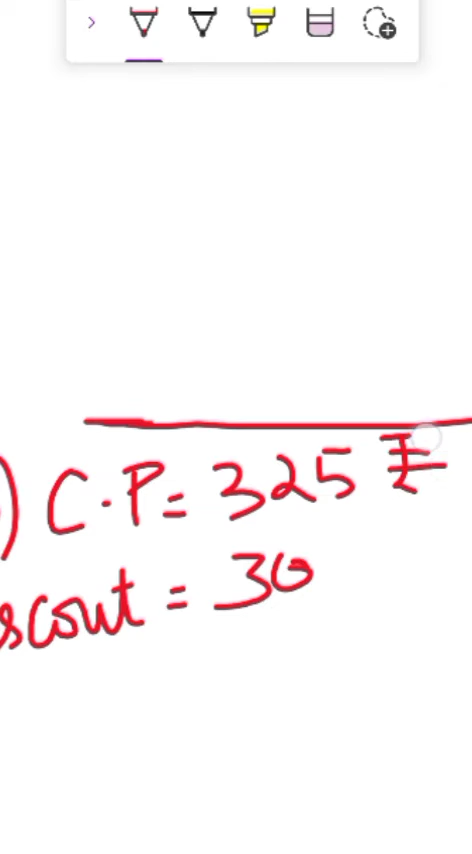 ) C.P = 325 ₹
scout = 30